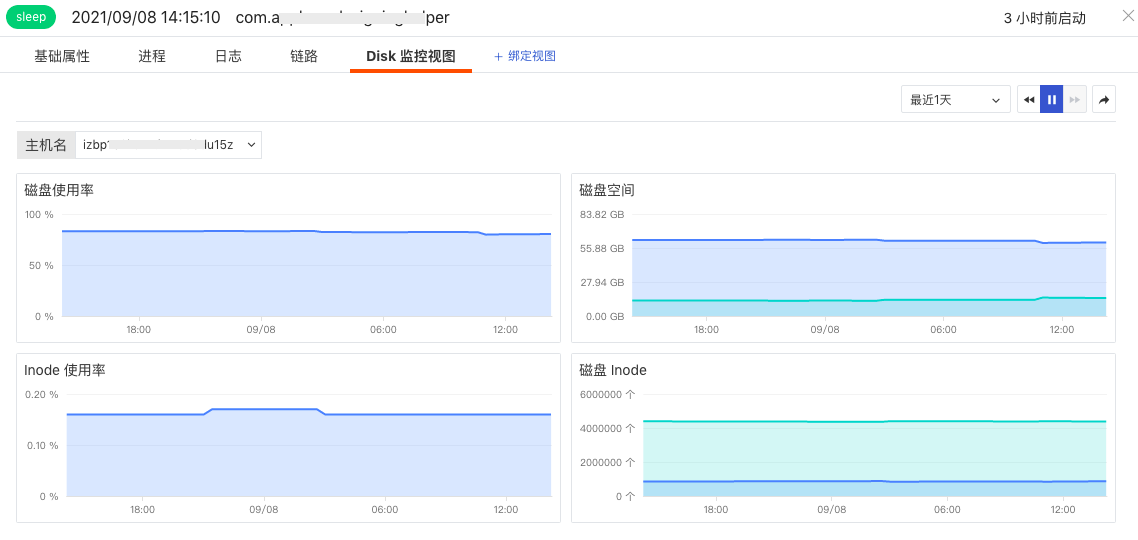 sleep 2021/09/08 14:15:10 3 小时前启动
基础属性 进程 日志 链路 Disk 监控视图 + 绑定视图
最近1天
主机名 lu15z
磁盘使用率
100 %
50 %
0 %
18:00 09/08 06:00 12:00
磁盘空间
83.82 GB
55.88 GB
27.94 GB
0.00 GB
18:00 09/08 06:00 12:00
Inode 使用率
0.20 %
0.10 %
0 %
18:00 09/08 06:00 12:00
磁盘 Inode
6000000 个
4000000 个
2000000 个
0 个
18:00 09/08 06:00 12:00